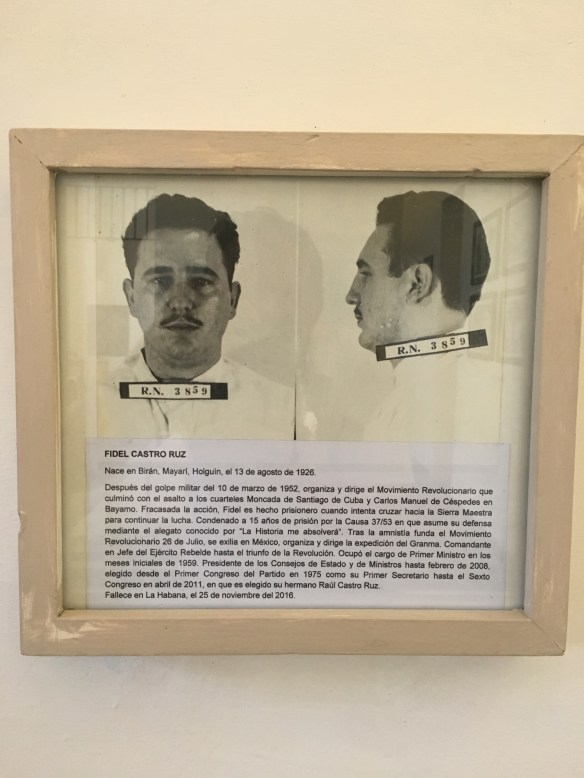 R.N. 3859
R.N. 3859
FIDEL CASTRO RUZ
Nace en Birán, Mayarí, Holguín, el 13 de agosto de 1926.
Después del golpe militar del 10 de marzo de 1952, organiza y dirige el Movimiento Revolucionario que
culminó con el asalto a los cuarteles Moncada de Santiago de Cuba y Carlos Manuel de Céspedes en
Bayamo. Fracasada la acción, Fidel es hecho prisionero cuando intenta cruzar hacia la Sierra Maestra
para continuar la lucha. Condenado a 15 años de prisión por la Causa 37/53 en que asume su defensa
mediante el alegato conocido por "La Historia me absolverá". Tras la amnistía funda el Movimiento
Revolucionario 26 de Julio, se exilia en México, organiza y dirige la expedición del Granma. Comandante
en Jefe del Ejército Rebelde hasta el triunfo de la Revolución. Ocupó el cargo de Primer Ministro en los
meses iniciales de 1959. Presidente de los Consejos de Estado y de Ministros hasta febrero de 2008,
elegido desde el Primer Congreso del Partido en 1975 como su Primer Secretario hasta el Sexto
Congreso en abril de 2011, en que es elegido su hermano Raúl Castro Ruz.
Fallece en La Habana, el 25 de noviembre del 2016.